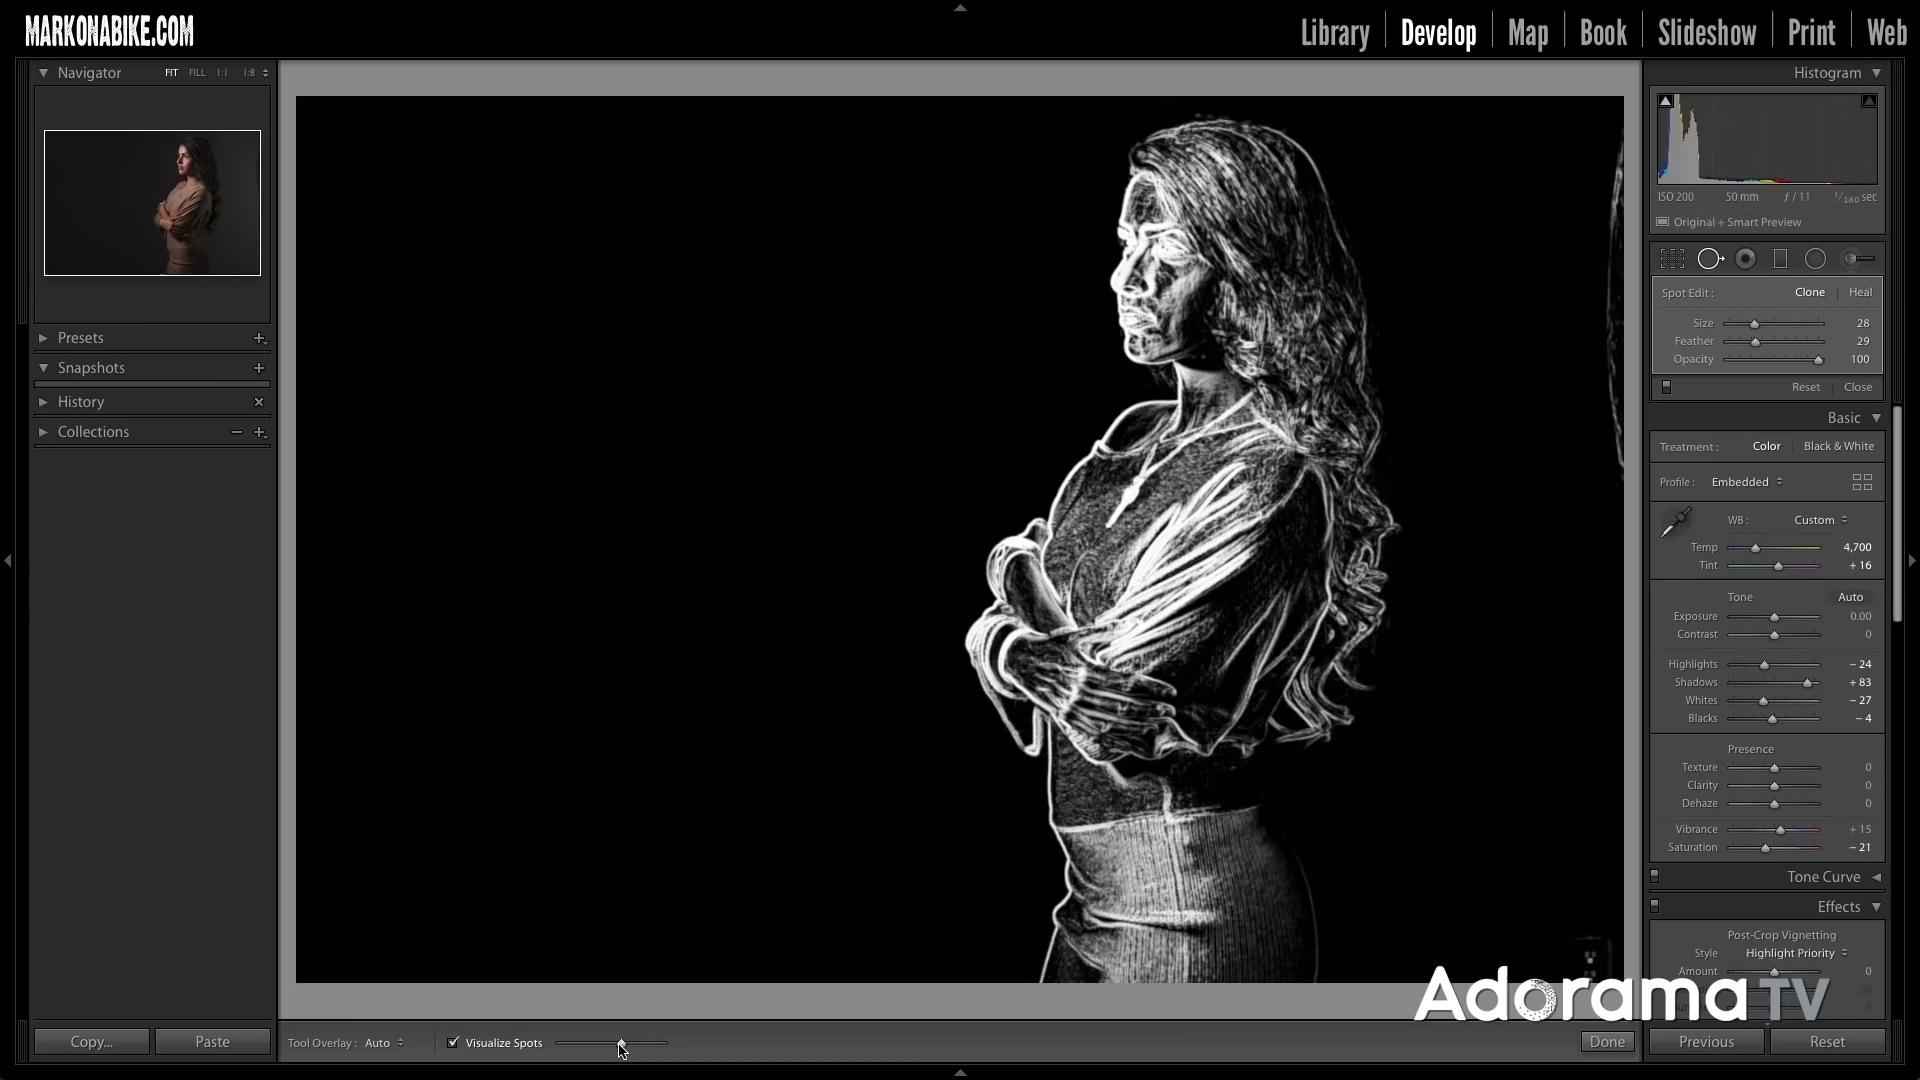 MARKONABIKE.COM
Library Develop Map Book Slideshow Print Web
Navigator FIT FILL 1:1 1:8
Presets
Snapshots
History
Collections
Copy... Paste
Tool Overlay : Auto Visualize Spots Done
Histogram
ISO 200 50 mm ƒ / 11 1/180 sec
Original + Smart Preview
Spot Edit : Clone Heal
Size 28
Feather 29
Opacity 100
Reset Close
Basic
Treatment : Color Black & White
Profile : Embedded
WB : Custom
Temp 4,700
Tint + 16
Tone Auto
Exposure 0.00
Contrast 0
Highlights − 24
Shadows + 83
Whites − 27
Blacks − 4
Presence
Texture 0
Clarity 0
Dehaze 0
Vibrance + 15
Saturation − 21
Tone Curve
Effects
Post-Crop Vignetting
Style Highlight Priority
Amount 0
Adorama TV
Previous Reset